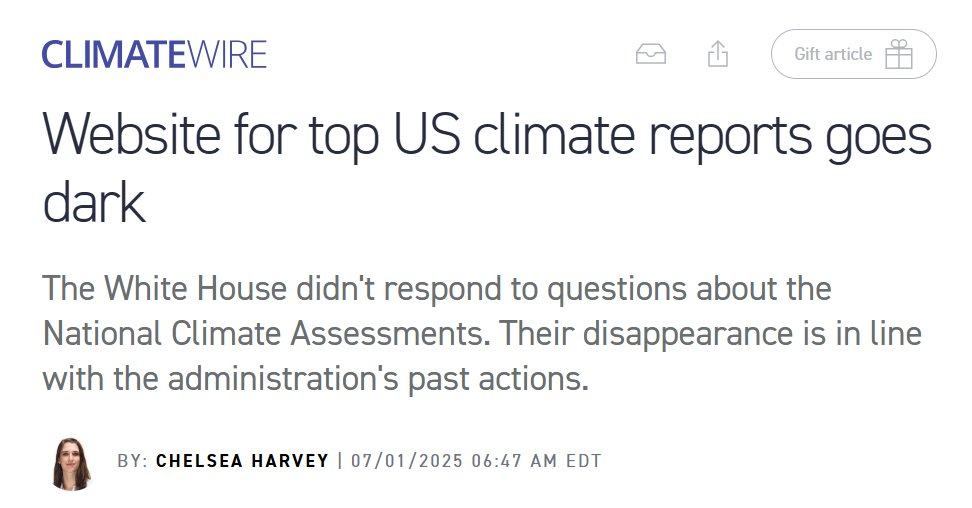 CLIMATEWIRE
Gift article
Website for top US climate reports goes
dark
The White House didn't respond to questions about the
National Climate Assessments. Their disappearance is in line
with the administration's past actions.
BY: CHELSEA HARVEY | 07/01/2025 06:47 AM EDT